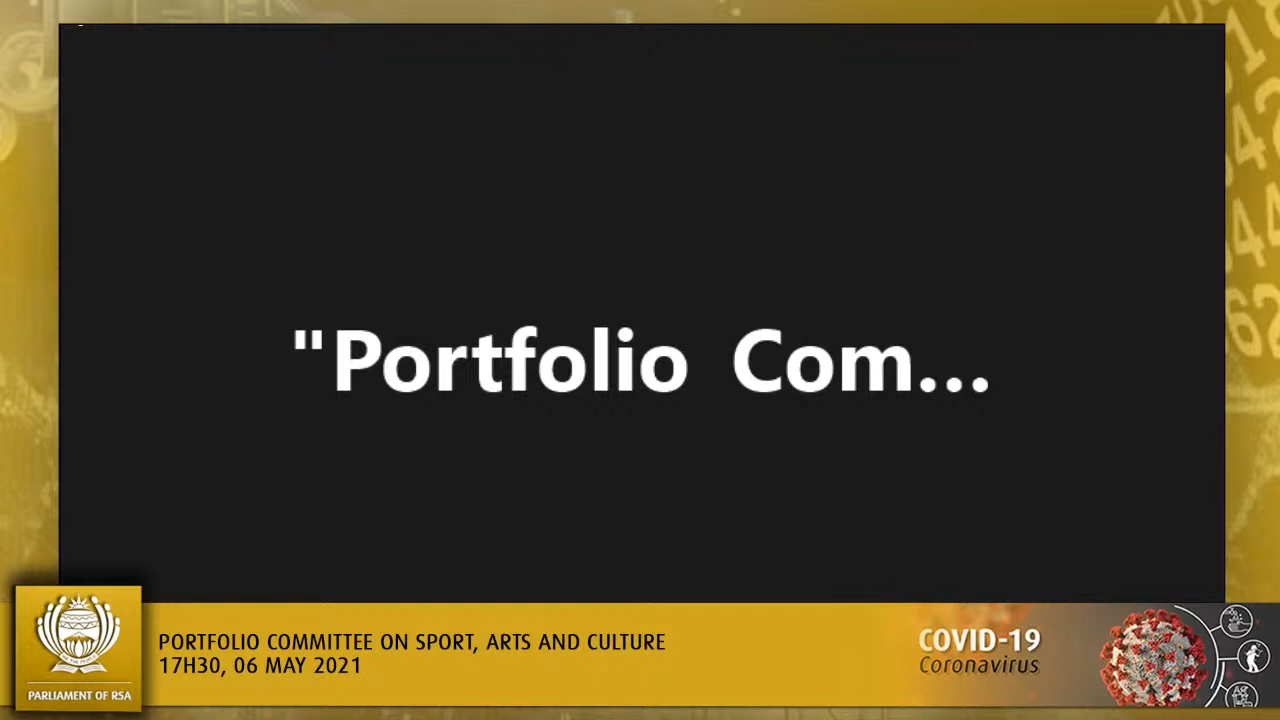 "Portfolio Com...
PORTFOLIO COMMITTEE ON SPORT, ARTS AND CULTURE
17H30, 06 MAY 2021
PARLIAMENT OF RSA
COVID-19
Coronavirus